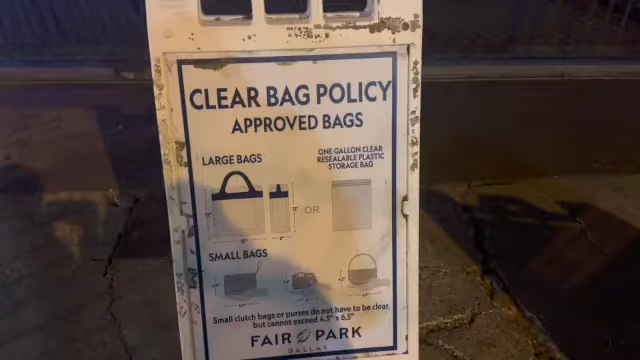 CLEAR BAG POLICY
APPROVED BAGS
LARGE BAGS
ONE GALLON CLEAR
RESEALABLE PLASTIC
STORAGE BAG
OR
SMALL BAGS
Small clutch bags or purses do not have to be clear,
but cannot exceed 4.5" x 6.5"
FAIR PARK
DALLAS